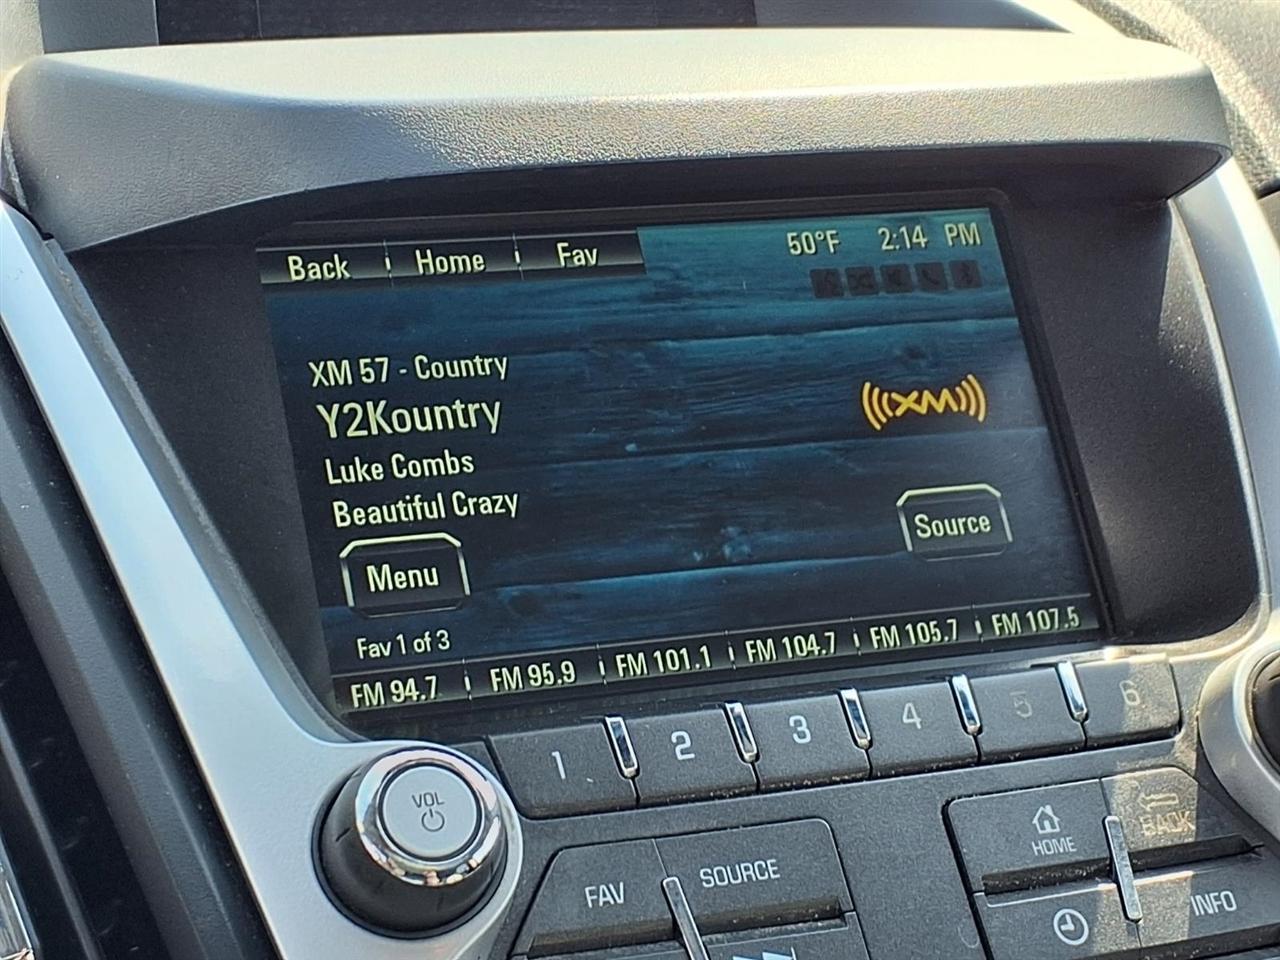 Back Home Fav 50°F 2:14 PM
XM 57 - Country
Y2Kountry
XM
Luke Combs
Beautiful Crazy
Source
Menu
Fav 1 of 3
FM 94.7 FM 95.9 FM 101.1 FM 104.7 FM 105.7 FM 107.5
1 2 3 4 5 6
VOL
HOME BACK
FAV SOURCE
INFO